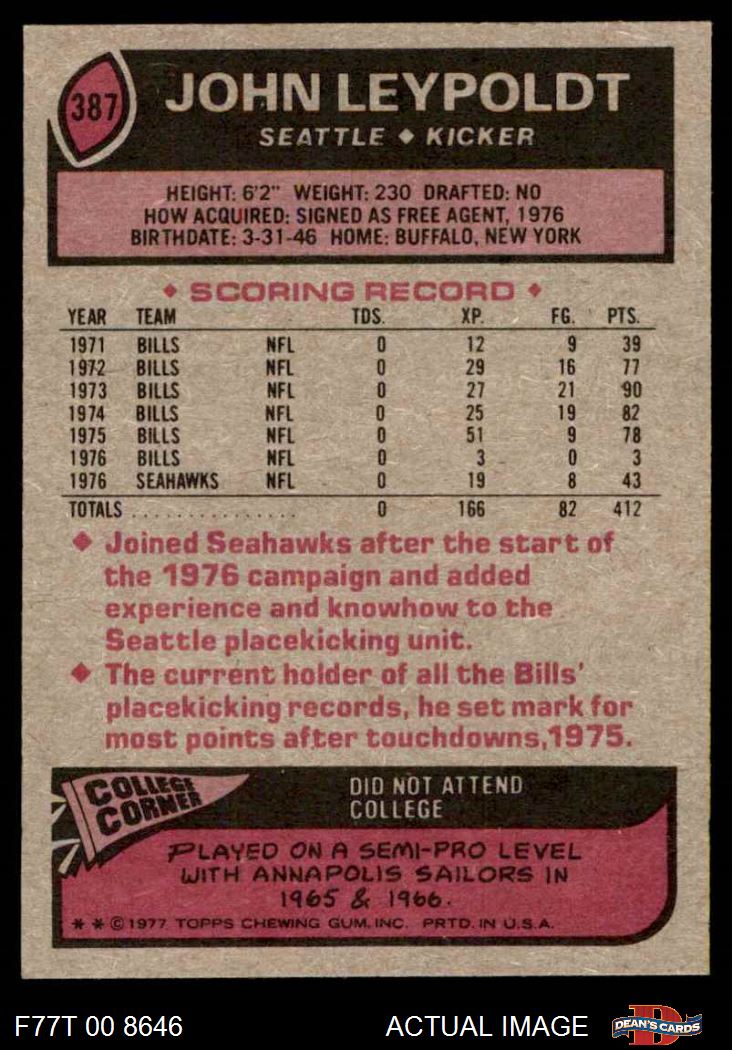 387
JOHN LEYPOLDT
SEATTLE ♦ KICKER
HEIGHT: 6'2" WEIGHT: 230 DRAFTED: NO
HOW ACQUIRED: SIGNED AS FREE AGENT, 1976
BIRTHDATE: 3-31-46 HOME: BUFFALO, NEW YORK
♦ SCORING RECORD ♦
YEAR TEAM TDS. XP. FG. PTS.
1971 BILLS NFL 0 12 9 39
1972 BILLS NFL 0 29 16 77
1973 BILLS NFL 0 27 21 90
1974 BILLS NFL 0 25 19 82
1975 BILLS NFL 0 51 9 78
1976 BILLS NFL 0 3 0 3
1976 SEAHAWKS NFL 0 19 8 43
TOTALS . . . . . . . . . . . . . . . 0 166 82 412
♦ Joined Seahawks after the start of
the 1976 campaign and added
experience and knowhow to the
Seattle placekicking unit.
♦ The current holder of all the Bills'
placekicking records, he set mark for
most points after touchdowns,1975.
COLLEGE
CORNER
DID NOT ATTEND
COLLEGE
PLAYED ON A SEMI-PRO LEVEL
WITH ANNAPOLIS SAILORS IN
1965 & 1966.
* * © 1977 TOPPS CHEWING GUM, INC. PRTD. IN U.S.A.
F77T 00 8646 ACTUAL IMAGE DEAN'S CARDS